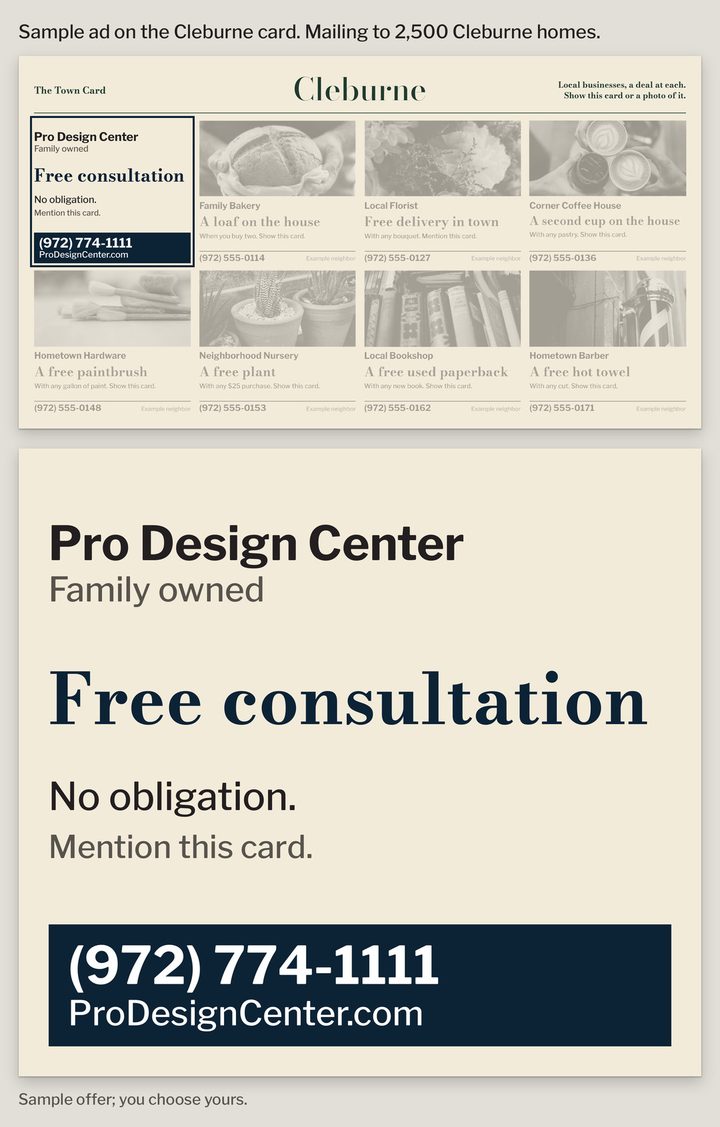 Sample ad on the Cleburne card. Mailing to 2,500 Cleburne homes.
The Town Card
Cleburne
Local businesses, a deal at each.
Show this card or a photo of it.
Pro Design Center
Family owned
Free consultation
No obligation.
Mention this card.
(972) 774-1111
ProDesignCenter.com
Family Bakery
A loaf on the house
When you buy two. Show this card.
(972) 555-0114
Example neighbor
Local Florist
Free delivery in town
With any bouquet. Mention this card.
(972) 555-0127
Example neighbor
Corner Coffee House
A second cup on the house
With any pastry. Show this card.
(972) 555-0136
Example neighbor
Hometown Hardware
A free paintbrush
With any gallon of paint. Show this card.
(972) 555-0148
Example neighbor
Neighborhood Nursery
A free plant
With any $25 purchase. Show this card.
(972) 555-0153
Example neighbor
Local Bookshop
A free used paperback
With any new book. Show this card.
(972) 555-0162
Example neighbor
Hometown Barber
A free hot towel
With any cut. Show this card.
(972) 555-0171
Example neighbor
Pro Design Center
Family owned
Free consultation
No obligation.
Mention this card.
(972) 774-1111
ProDesignCenter.com
Sample offer; you choose yours.